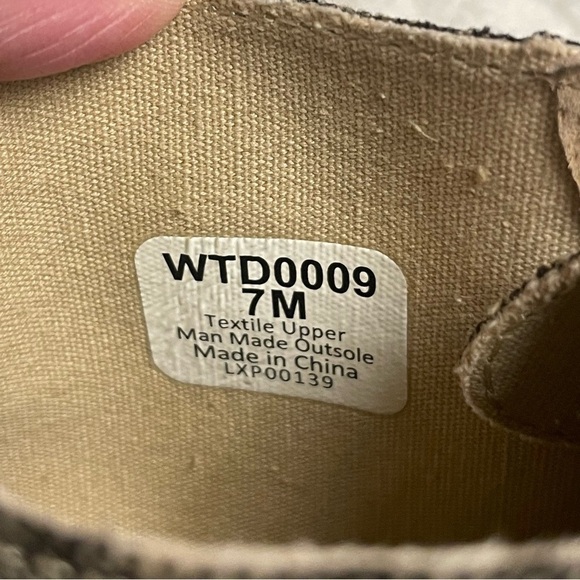 WTD0009
7M
Textile Upper
Man Made Outsole
Made in China
LXP00139